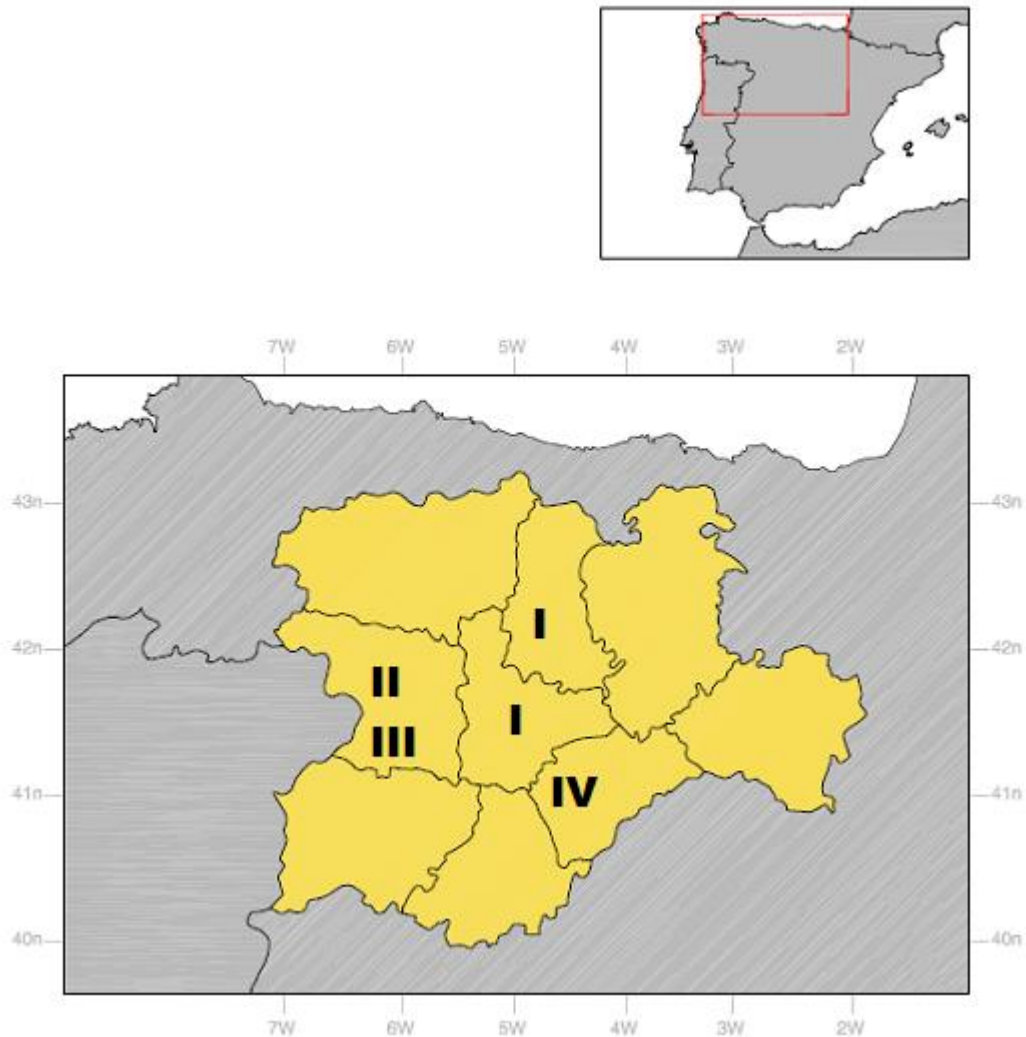 7W 6W 5W 4W 3W 2W
43n 43n
I
42n 42n
II
I
III
IV
41n 41n
40n 40n
7W 6W 5W 4W 3W 2W